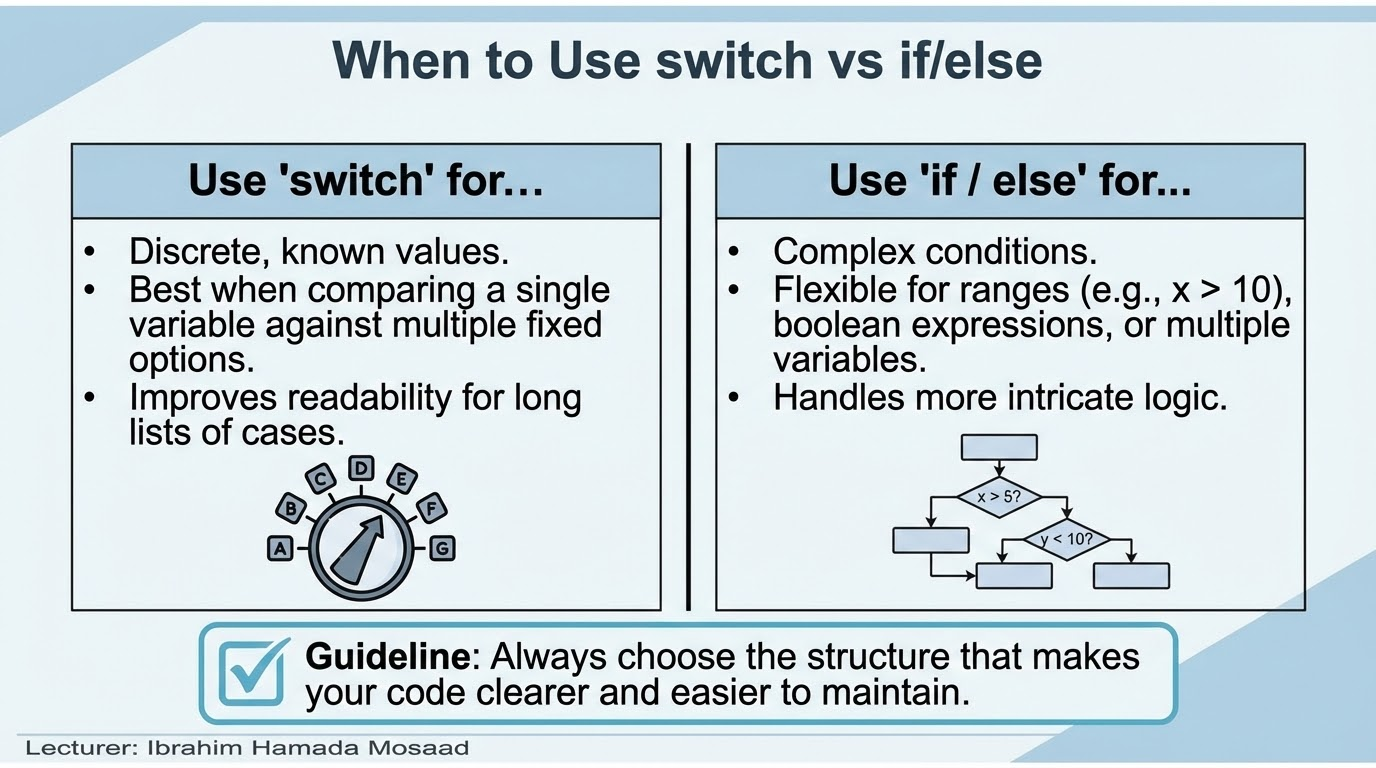 When to Use switch vs if/else
Use 'switch' for...
• Discrete, known values.
• Best when comparing a single
variable against multiple fixed
options.
• Improves readability for long
lists of cases.
A
B
C
D
E
F
G
Use 'if / else' for...
• Complex conditions.
• Flexible for ranges (e.g., x > 10),
boolean expressions, or multiple
variables.
• Handles more intricate logic.
x > 5?
y < 10?
Guideline: Always choose the structure that makes
your code clearer and easier to maintain.
Lecturer: Ibrahim Hamada Mosaad